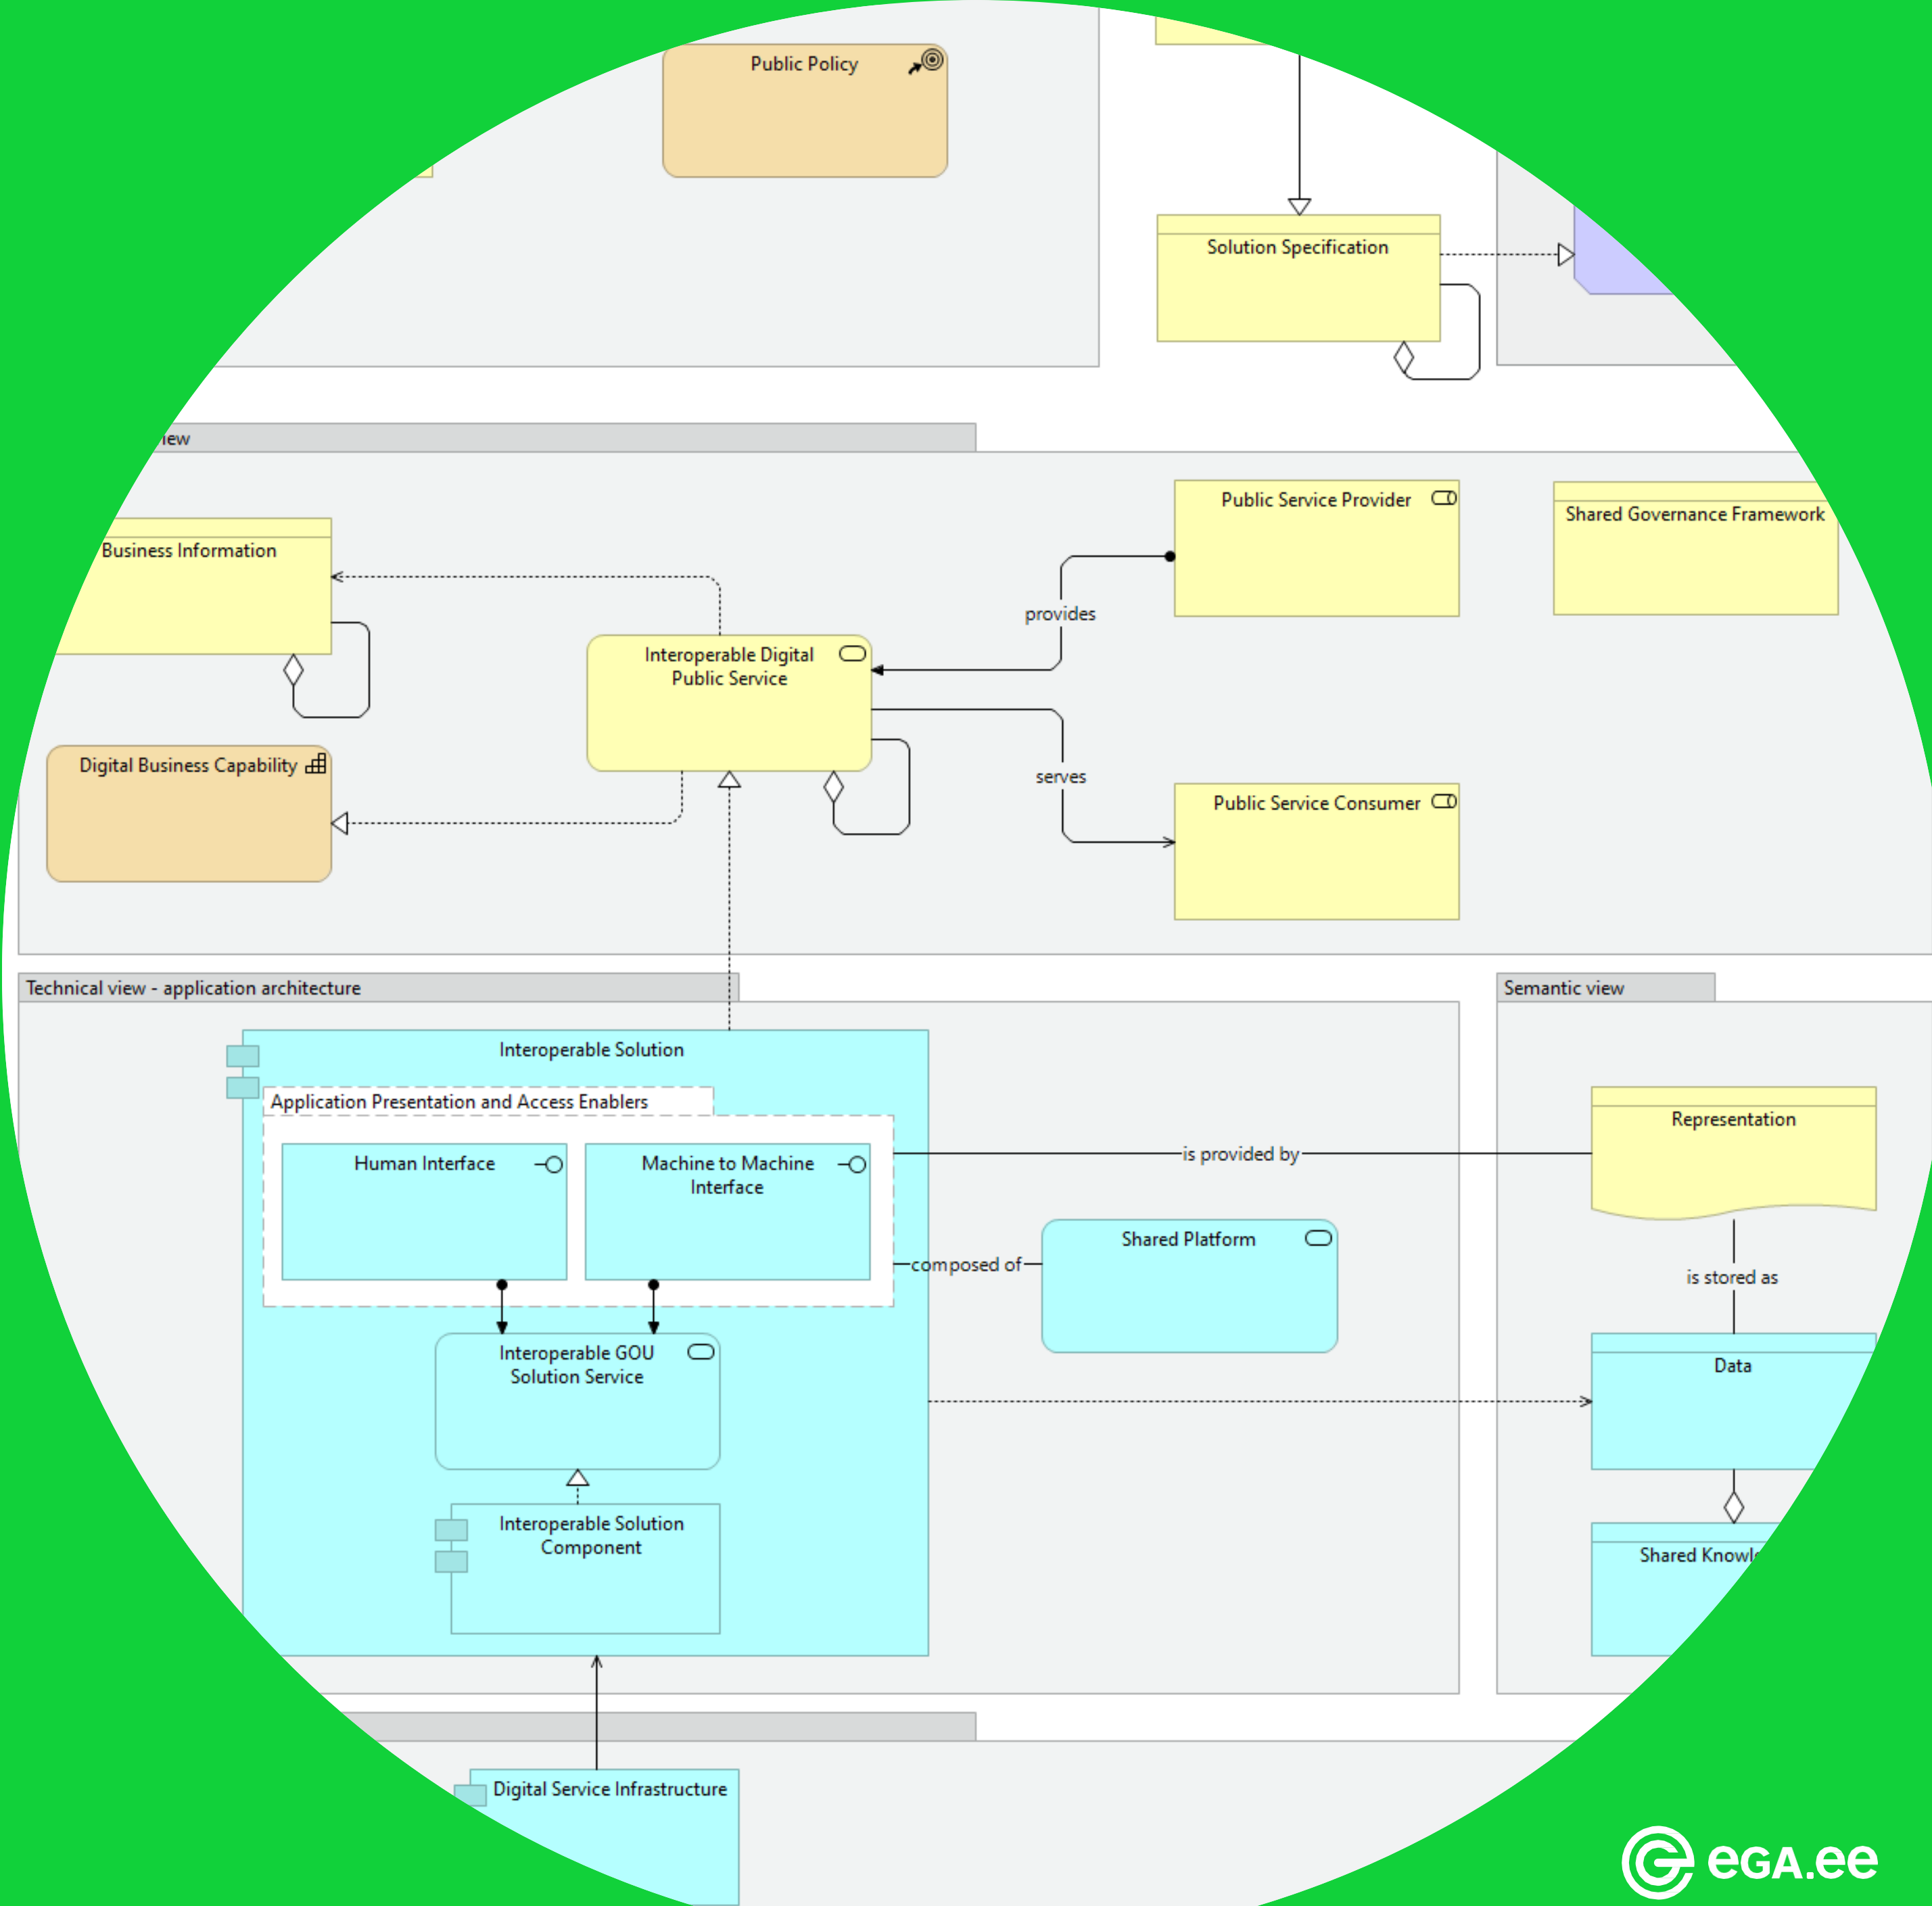 Public Policy
Solution Specification
iew
Public Service Provider
Shared Governance Framework
Business Information
provides
Interoperable Digital
Public Service
Digital Business Capability
serves
Public Service Consumer
Technical view - application architecture
Semantic view
Interoperable Solution
Application Presentation and Access Enablers
Representation
Human Interface
Machine to Machine
Interface
is provided by
Shared Platform
composed of
is stored as
Interoperable GOU
Solution Service
Data
Interoperable Solution
Component
Shared Knowl
Digital Service Infrastructure
eGA.ee